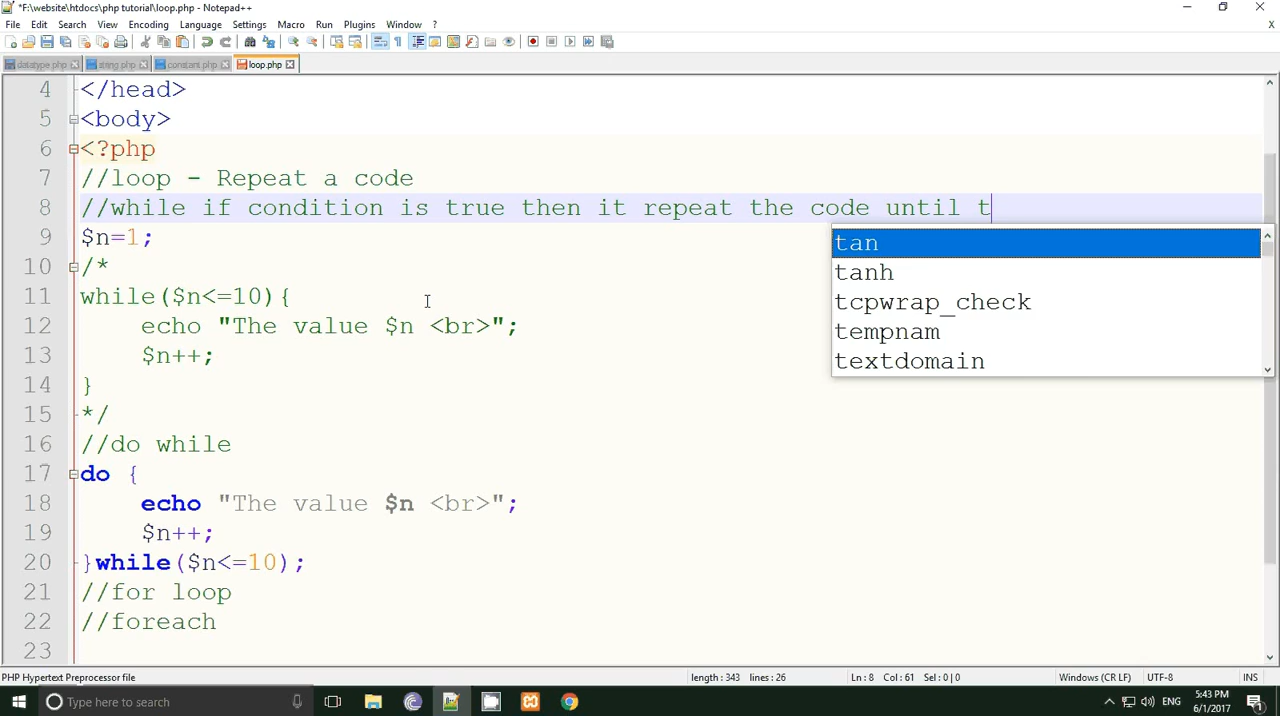 *F:\website\htdocs\php tutorial\loop.php - Notepad++
File Edit Search View Encoding Language Settings Macro Run Plugins Window ? X
datatype.php string.php constant.php loop.php
4 </head>
5 <body>
6 <?php
7 //loop - Repeat a code
8 //while if condition is true then it repeat the code until t
9 $n=1;
10 /*
11 while($n<=10){
12 echo "The value $n <br>";
13 $n++;
14 }
15 */
16 //do while
17 do {
18 echo "The value $n <br>";
19 $n++;
20 }while($n<=10);
21 //for loop
22 //foreach
23
tan
tanh
tcpwrap_check
tempnam
textdomain
PHP Hypertext Preprocessor file length : 343 lines : 26 Ln : 8 Col : 61 Sel : 0 | 0 Windows (CR LF) UTF-8 INS
Type here to search ENG 5:43 PM
6/1/2017